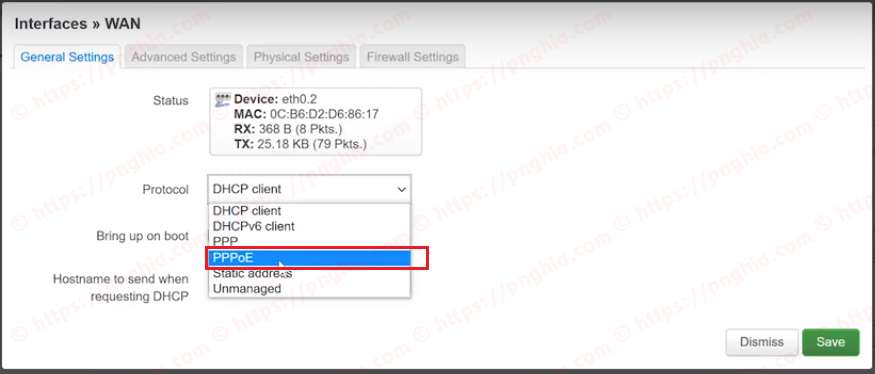 Interfaces » WAN
General Settings Advanced Settings Physical Settings Firewall Settings
Status
Device: eth0.2
MAC: 0C:B6:D2:D6:86:17
RX: 368 B (8 Pkts.)
TX: 25.18 KB (79 Pkts.)
Protocol
DHCP client
DHCP client
DHCPv6 client
PPP
PPPoE
Static address
Unmanaged
Bring up on boot
Hostname to send when
requesting DHCP
Dismiss Save
© https://pnghia.com